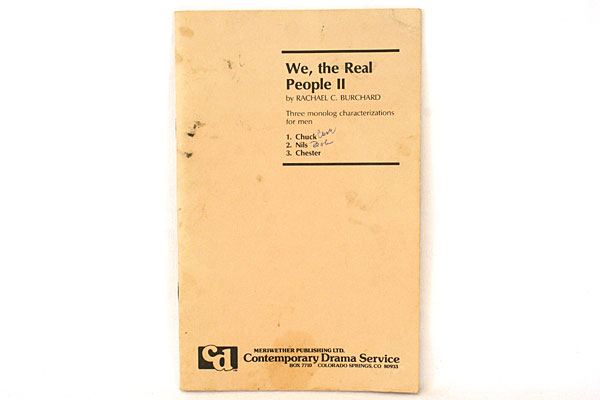 We, the Real
People II
by RACHAEL C. BURCHARD
Three monolog characterizations
for men
1. Chuck
2. Nils Bob
3. Chester
cd
MERIWETHER PUBLISHING LTD.
Contemporary Drama Service
BOX 7710 COLORADO SPRINGS, CO 80933